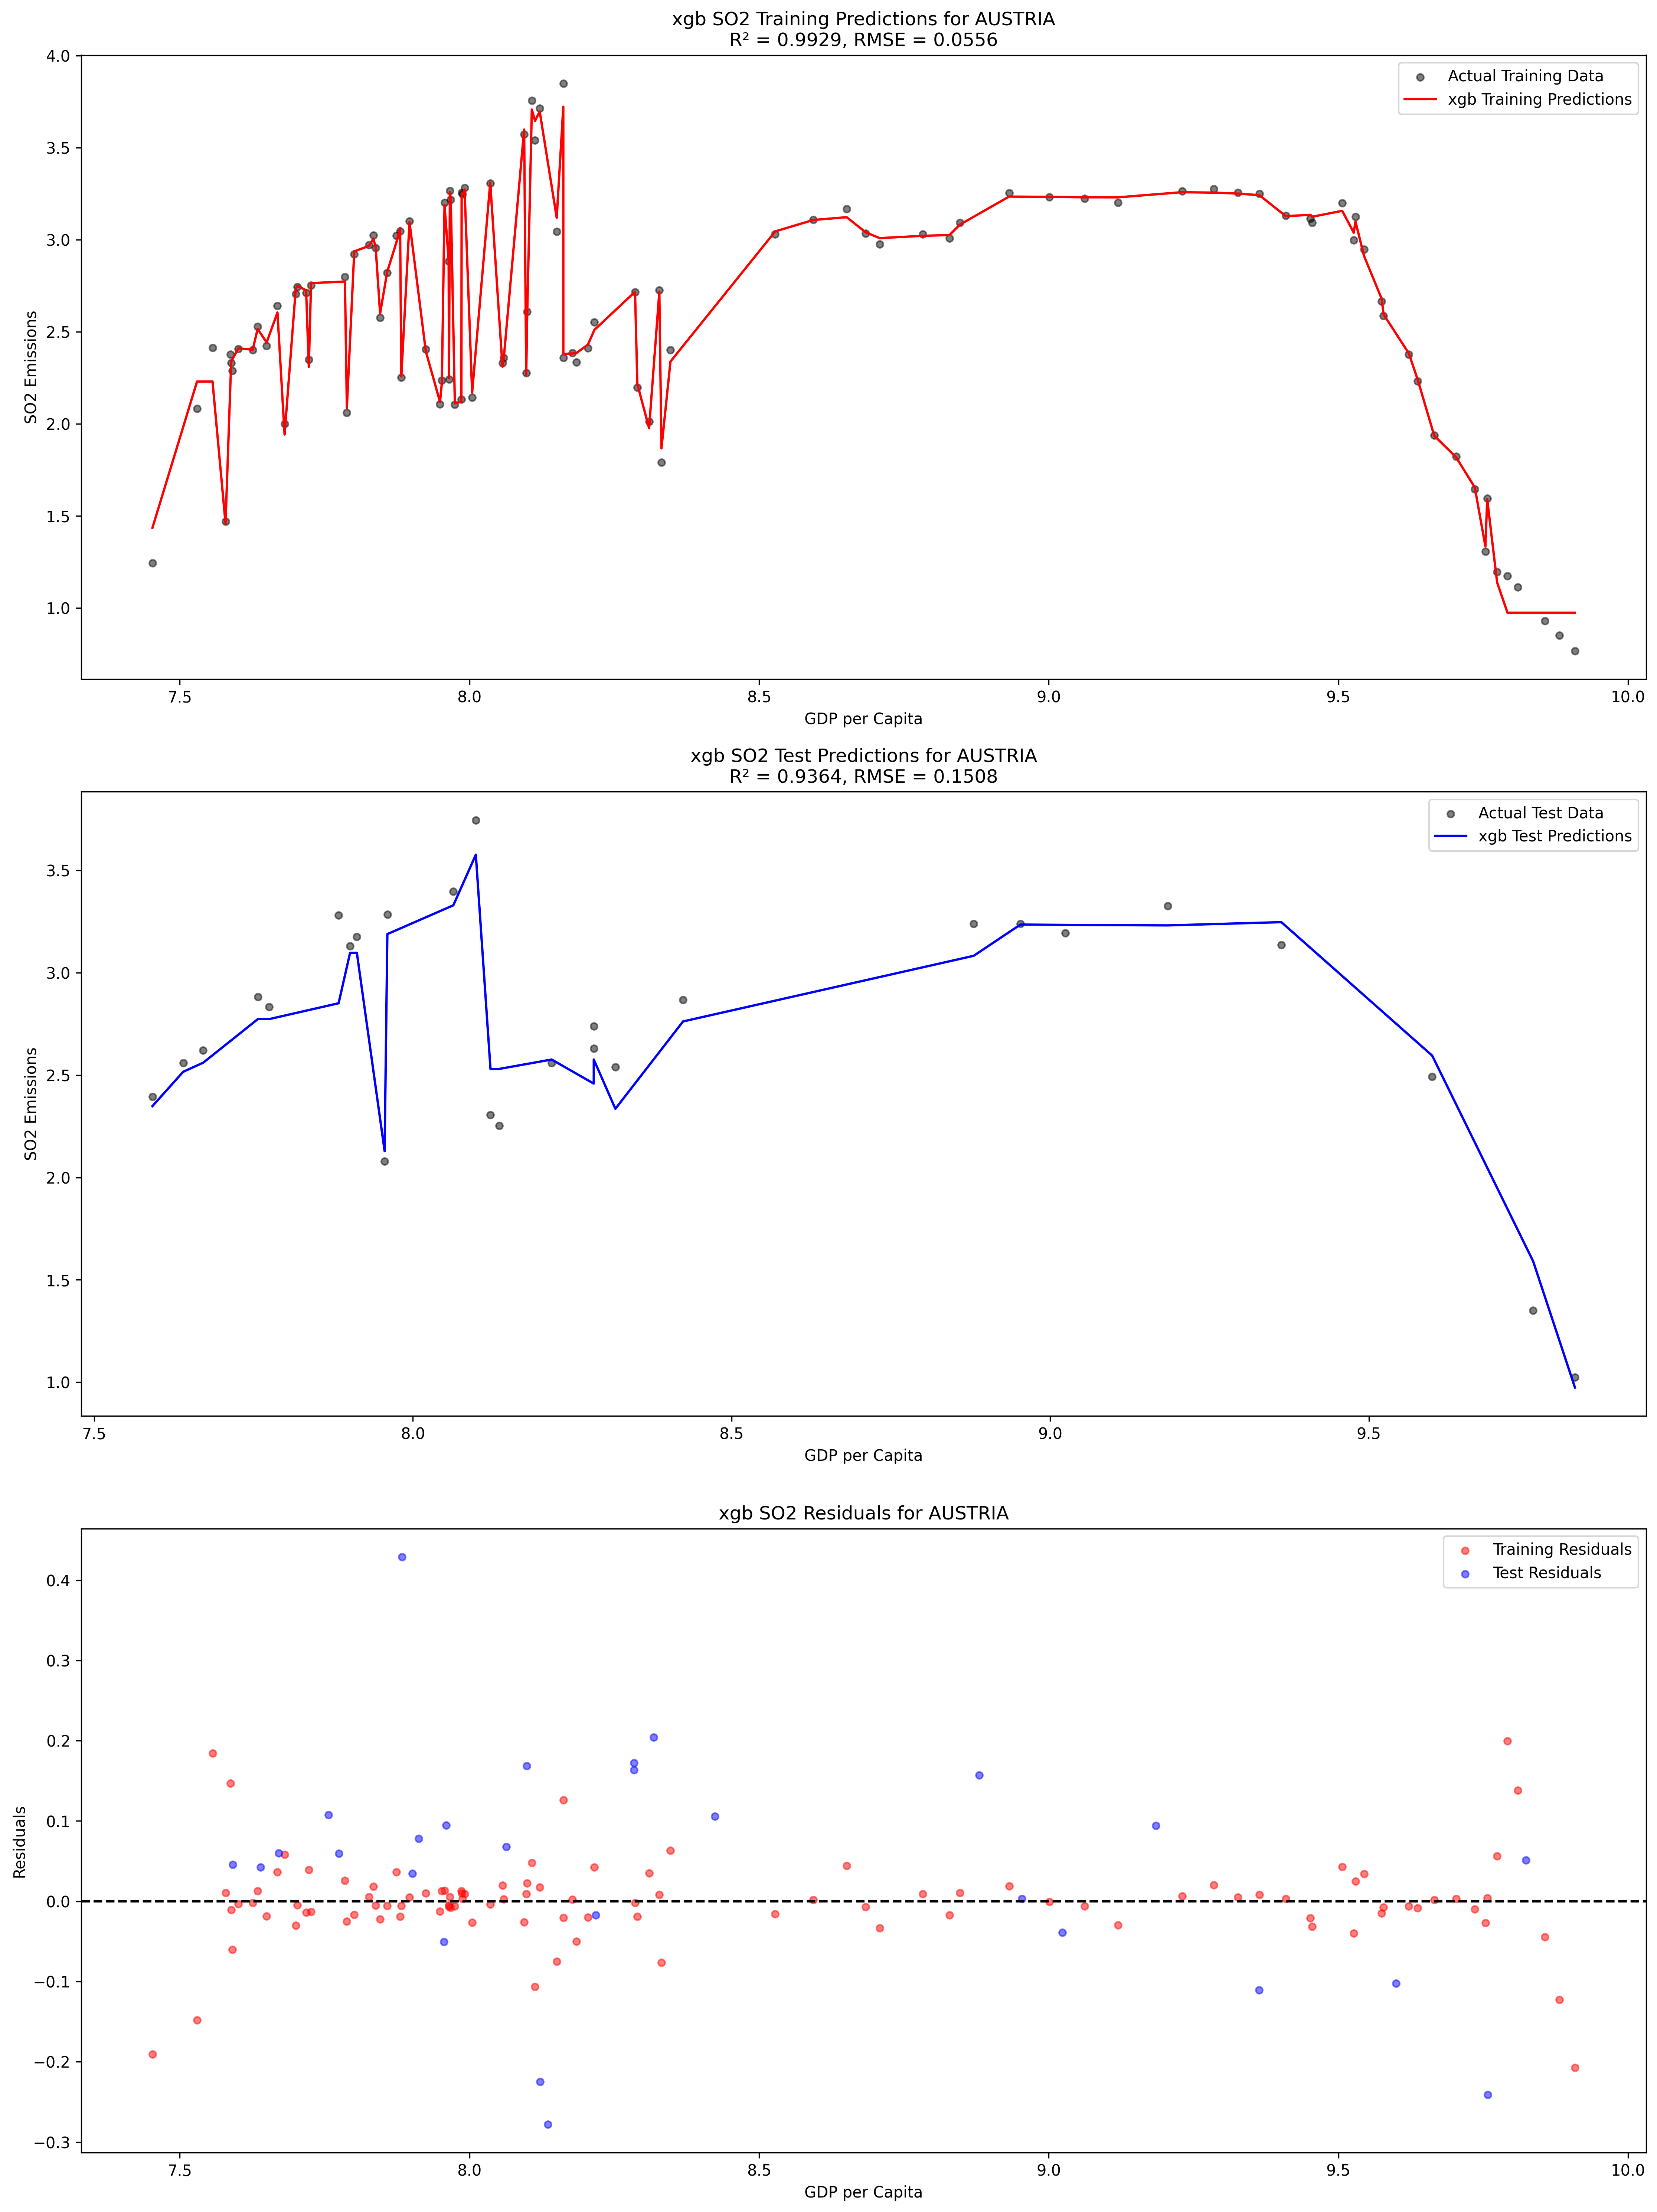 xgb SO2 Training Predictions for AUSTRIA
R² = 0.9929, RMSE = 0.0556
Actual Training Data
xgb Training Predictions
SO2 Emissions
4.0
3.5
3.0
2.5
2.0
1.5
1.0
7.5 8.0 8.5 9.0 9.5 10.0
GDP per Capita
xgb SO2 Test Predictions for AUSTRIA
R² = 0.9364, RMSE = 0.1508
Actual Test Data
xgb Test Predictions
SO2 Emissions
3.5
3.0
2.5
2.0
1.5
1.0
7.5 8.0 8.5 9.0 9.5
GDP per Capita
xgb SO2 Residuals for AUSTRIA
Training Residuals
Test Residuals
Residuals
0.4
0.3
0.2
0.1
0.0
−0.1
−0.2
−0.3
7.5 8.0 8.5 9.0 9.5 10.0
GDP per Capita